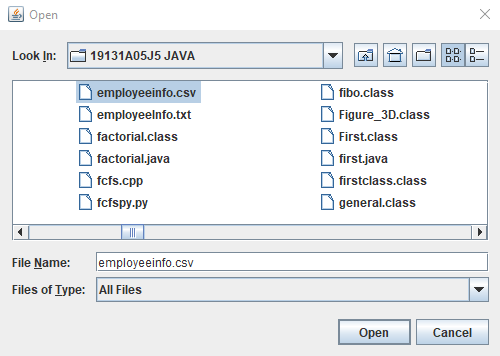 Open
Look In: 19131A05J5 JAVA
employeeinfo.csv
employeeInfo.txt
factorial.class
factorial.java
fcfs.cpp
fcfspy.py
fibo.class
Figure_3D.class
First.class
first.java
firstclass.class
general.class
File Name: employeeinfo.csv
Files of Type: All Files
Open Cancel